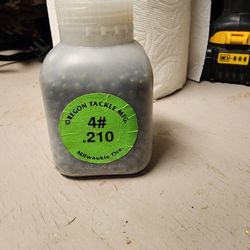 OREGON TACKLE MFG.
4#
.210
Milwaukie Ore.